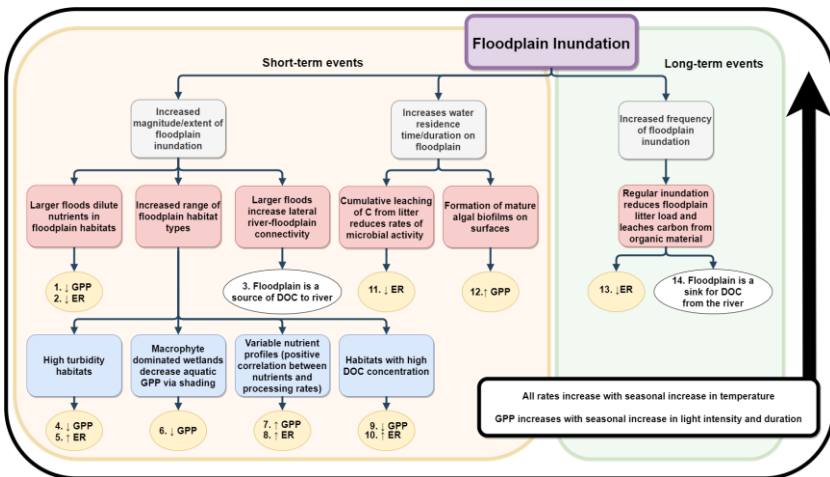 Floodplain Inundation
Short-term events
Long-term events
Increased
magnitude/extent of
floodplain
inundation
Increases water
residence
time/duration on
floodplain
Increased frequency
of floodplain
inundation
Larger floods dilute
nutrients in
floodplain habitats
Increased range of
floodplain habitat
types
Larger floods
increase lateral
river-floodplain
connectivity
Cumulative leaching
of C from litter
reduces rates of
microbial activity
Formation of mature
algal biofilms on
surfaces
Regular inundation
reduces floodplain
litter load and
leaches carbon from
organic material
1. ↓ GPP
2. ↓ ER
3. Floodplain is a
source of DOC to river
11. ↓ ER
12.↑ GPP
13. ↓ER
14. Floodplain is a
sink for DOC
from the river
High turbidity
habitats
Macrophyte
dominated wetlands
decrease aquatic
GPP via shading
Variable nutrient
profiles (positive
correlation between
nutrients and
processing rates)
Habitats with high
DOC concentration
4. ↓ GPP
5. ↑ ER
6. ↓ GPP
7. ↑ GPP
8. ↑ ER
9. ↓ GPP
10. ↑ ER
All rates increase with seasonal increase in temperature
GPP increases with seasonal increase in light intensity and duration